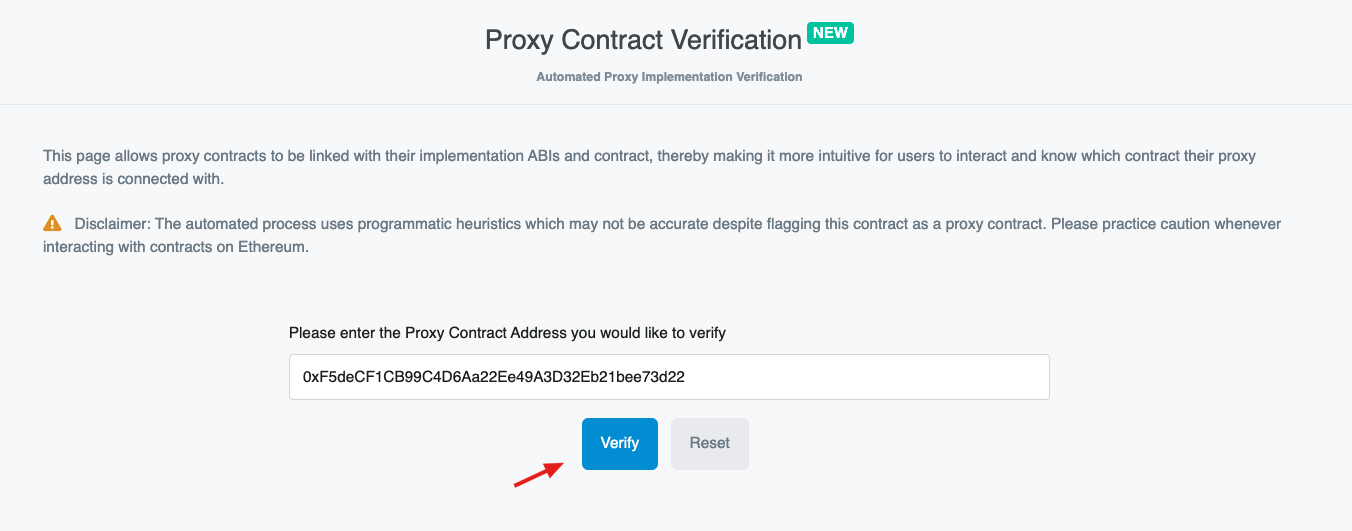 Proxy Contract Verification NEW
Automated Proxy Implementation Verification
This page allows proxy contracts to be linked with their implementation ABIs and contract, thereby making it more intuitive for users to interact and know which contract their proxy
address is connected with.
Disclaimer: The automated process uses programmatic heuristics which may not be accurate despite flagging this contract as a proxy contract. Please practice caution whenever
interacting with contracts on Ethereum.
Please enter the Proxy Contract Address you would like to verify
0xF5deCF1CB99C4D6Aa22Ee49A3D32Eb21bee73d22
Verify Reset